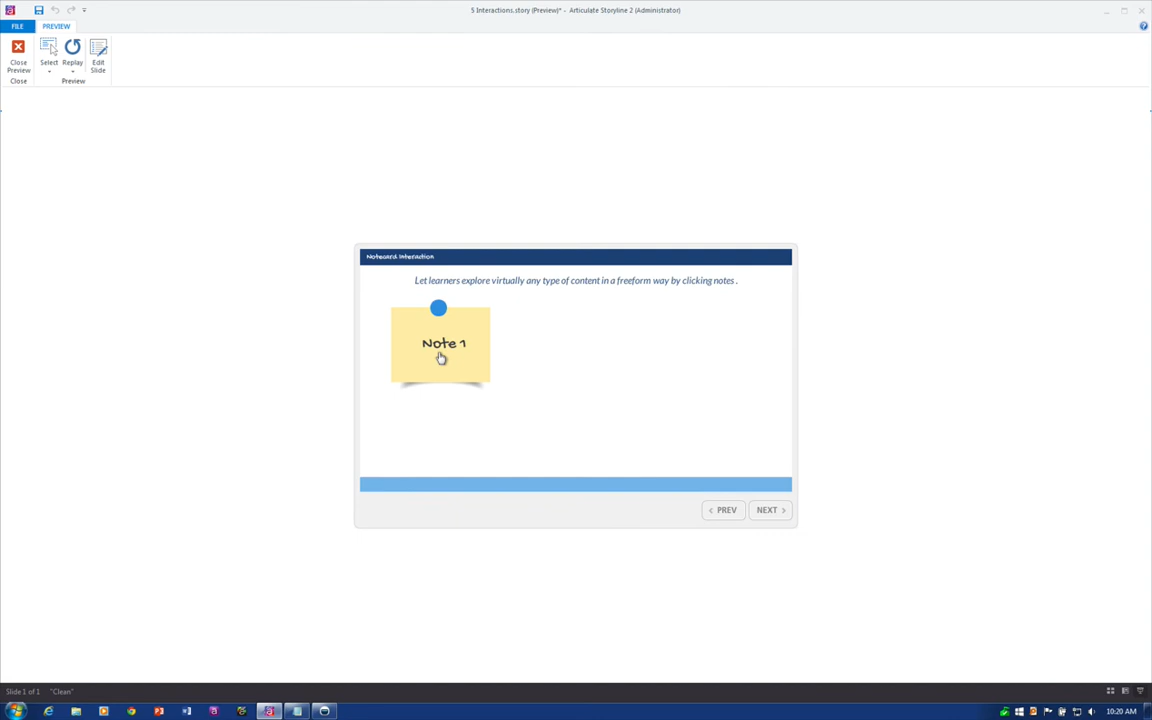 5 Interactions.story (Preview)* - Articulate Storyline 2 (Administrator)
FILE
PREVIEW
Close Preview
Select
Replay
Edit Slide
Close
Preview
Notecard Interaction
Let learners explore virtually any type of content in a freeform way by clicking notes .
Note 1
PREV
NEXT
Slide 1 of 1
"Clean"
10:20 AM